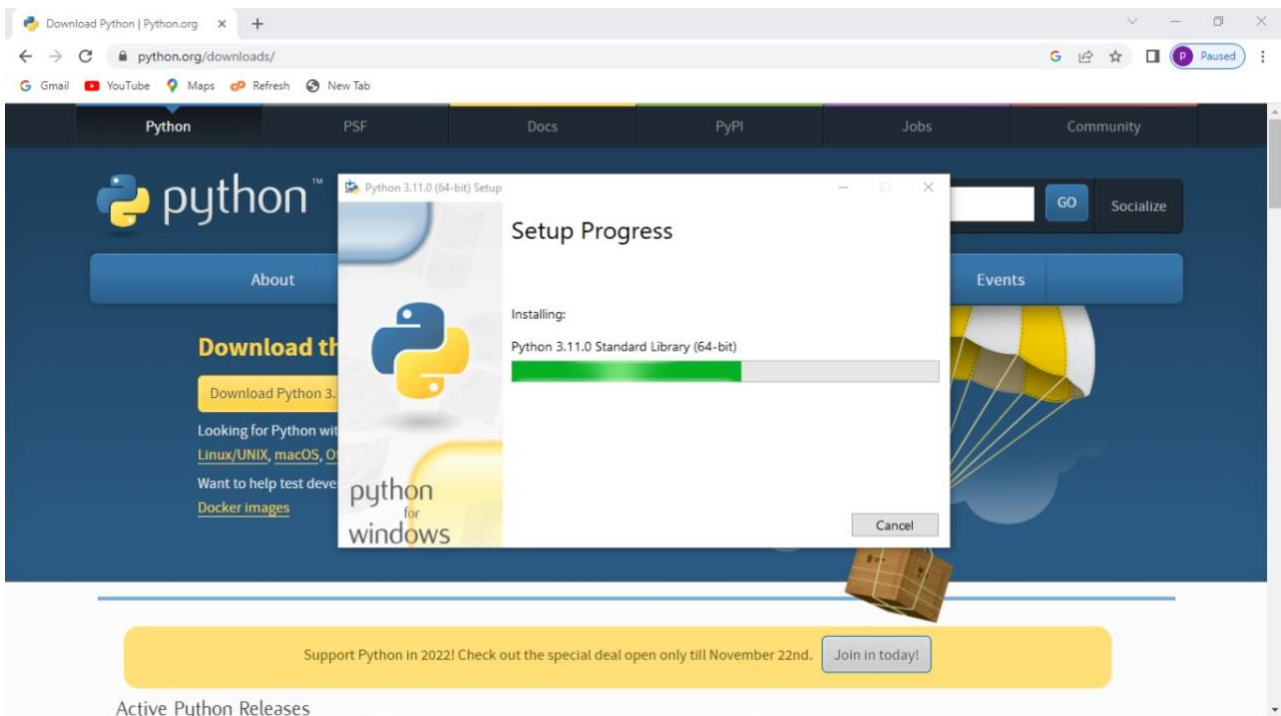 Download Python | Python.org
python.org/downloads/
G
P
Paused
G Gmail
YouTube
Maps
Refresh
New Tab
Python
PSF
Docs
PyPI
Jobs
Community
python™
GO
Socialize
About
Events
Download th
Download Python 3.
Looking for Python wit
Linux/UNIX, macOS, O
Want to help test deve
Docker images
Python 3.11.0 (64-bit) Setup
Setup Progress
Installing:
Python 3.11.0 Standard Library (64-bit)
python
for
windows
Cancel
Support Python in 2022! Check out the special deal open only till November 22nd.
Join in today!
Active Python Releases